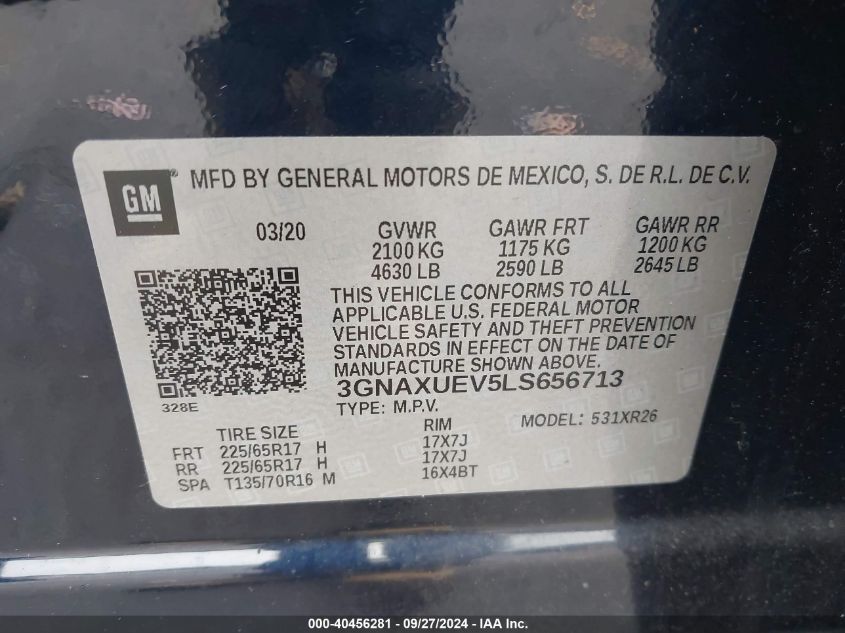 GM
MFD BY GENERAL MOTORS DE MEXICO, S. DE R.L. DE C.V.
03/20 GVWR GAWR FRT GAWR RR
2100 KG 1175 KG 1200 KG
4630 LB 2590 LB 2645 LB
THIS VEHICLE CONFORMS TO ALL
APPLICABLE U.S. FEDERAL MOTOR
VEHICLE SAFETY AND THEFT PREVENTION
STANDARDS IN EFFECT ON THE DATE OF
MANUFACTURE SHOWN ABOVE.
3GNAXUEV5LS656713
328E
TYPE: M.P.V. MODEL: 531XR26
TIRE SIZE RIM
FRT 225/65R17 H 17X7J
RR 225/65R17 H 17X7J
SPA T135/70R16 M 16X4BT
000-40456281 - 09/27/2024 - IAA Inc.